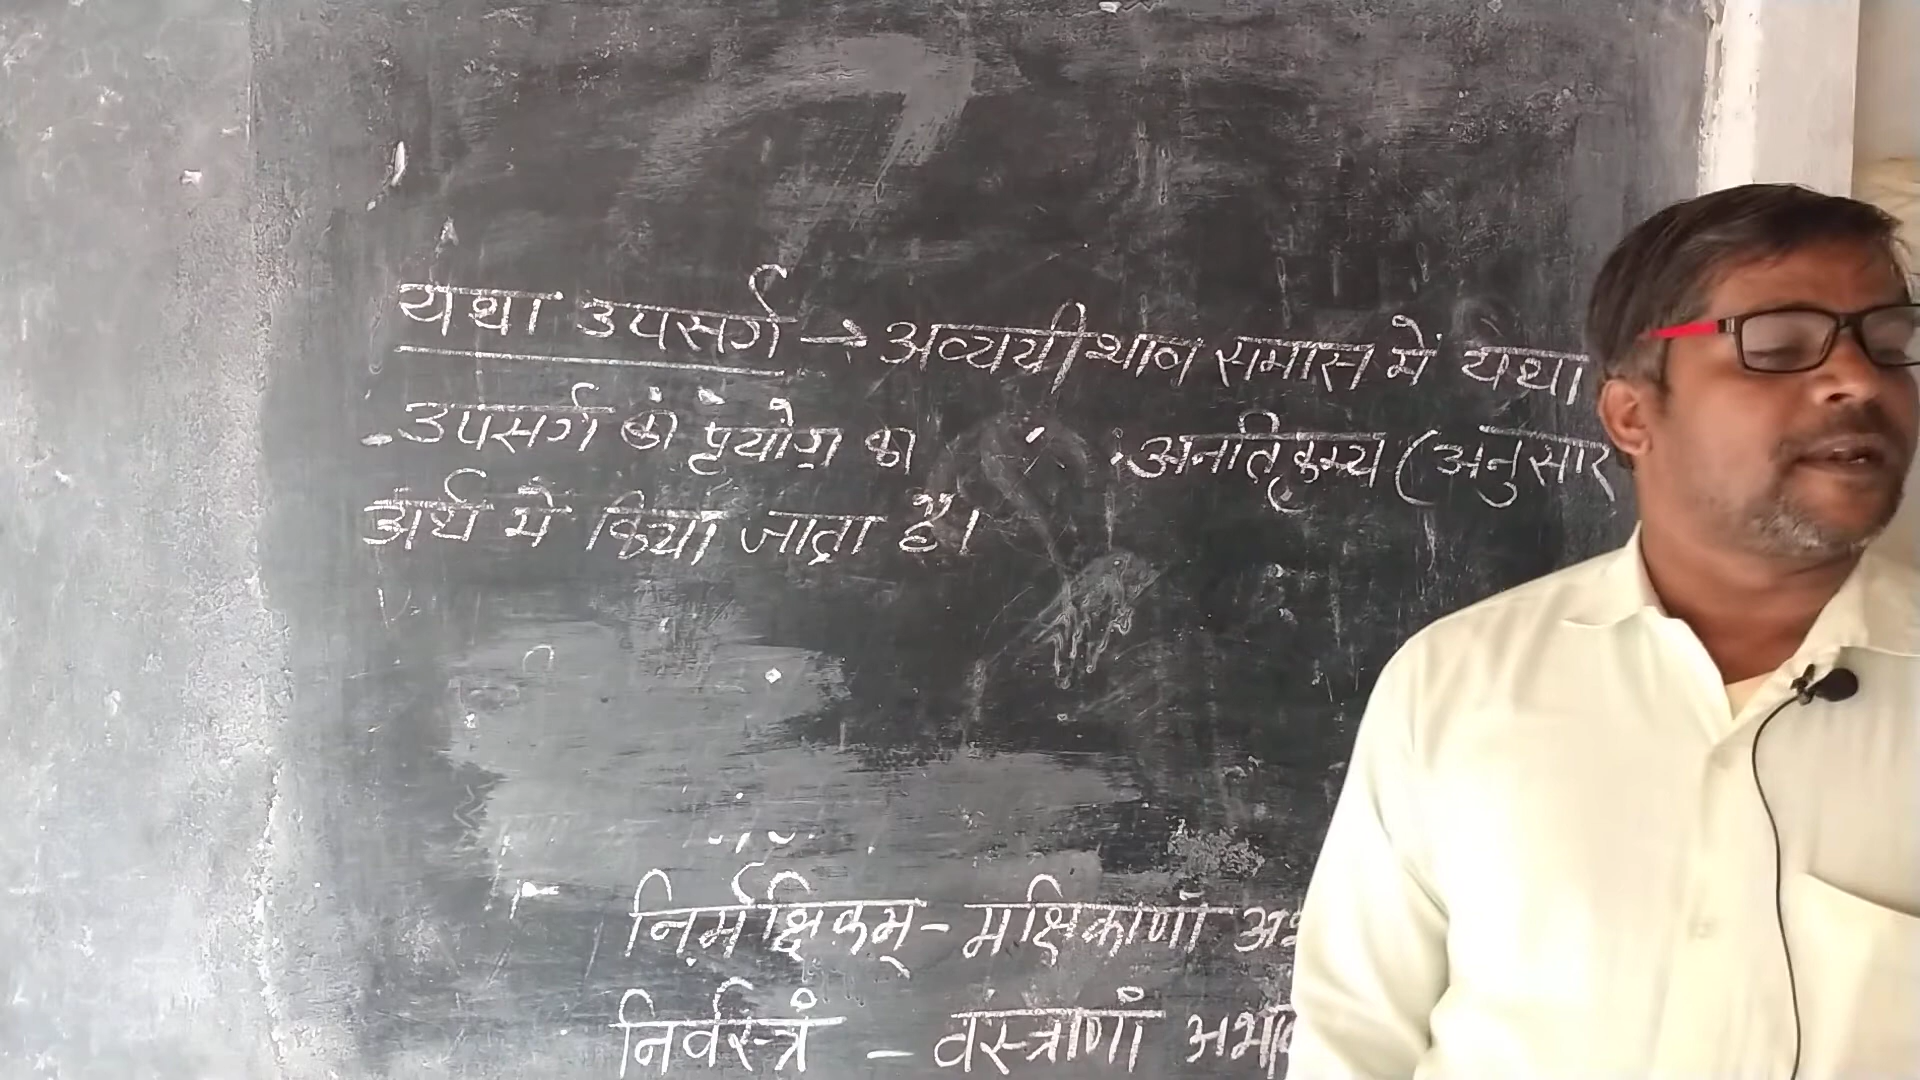 यथा उपसर्ग → अव्ययीभाव समास में यथा
उपसर्ग का प्रयोग का अनतिक्रम्य (अनुसार
अर्थ में किया जाता है।
निर्मक्षिकम् - मक्षिकाणां
निर्वस्त्रं - वस्त्राणां